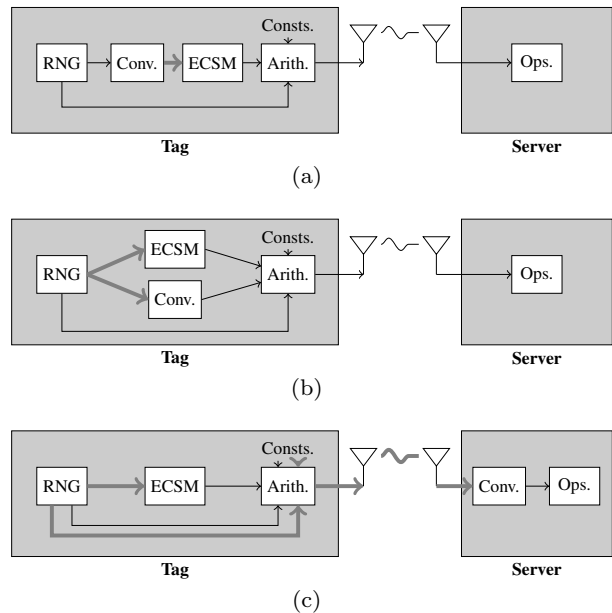 Consts.
RNG Conv. ECSM Arith. Ops.
Tag Server
(a)
Consts.
ECSM
RNG Arith. Ops.
Conv.
Tag Server
(b)
Consts.
RNG ECSM Arith. Conv. Ops.
Tag Server
(c)